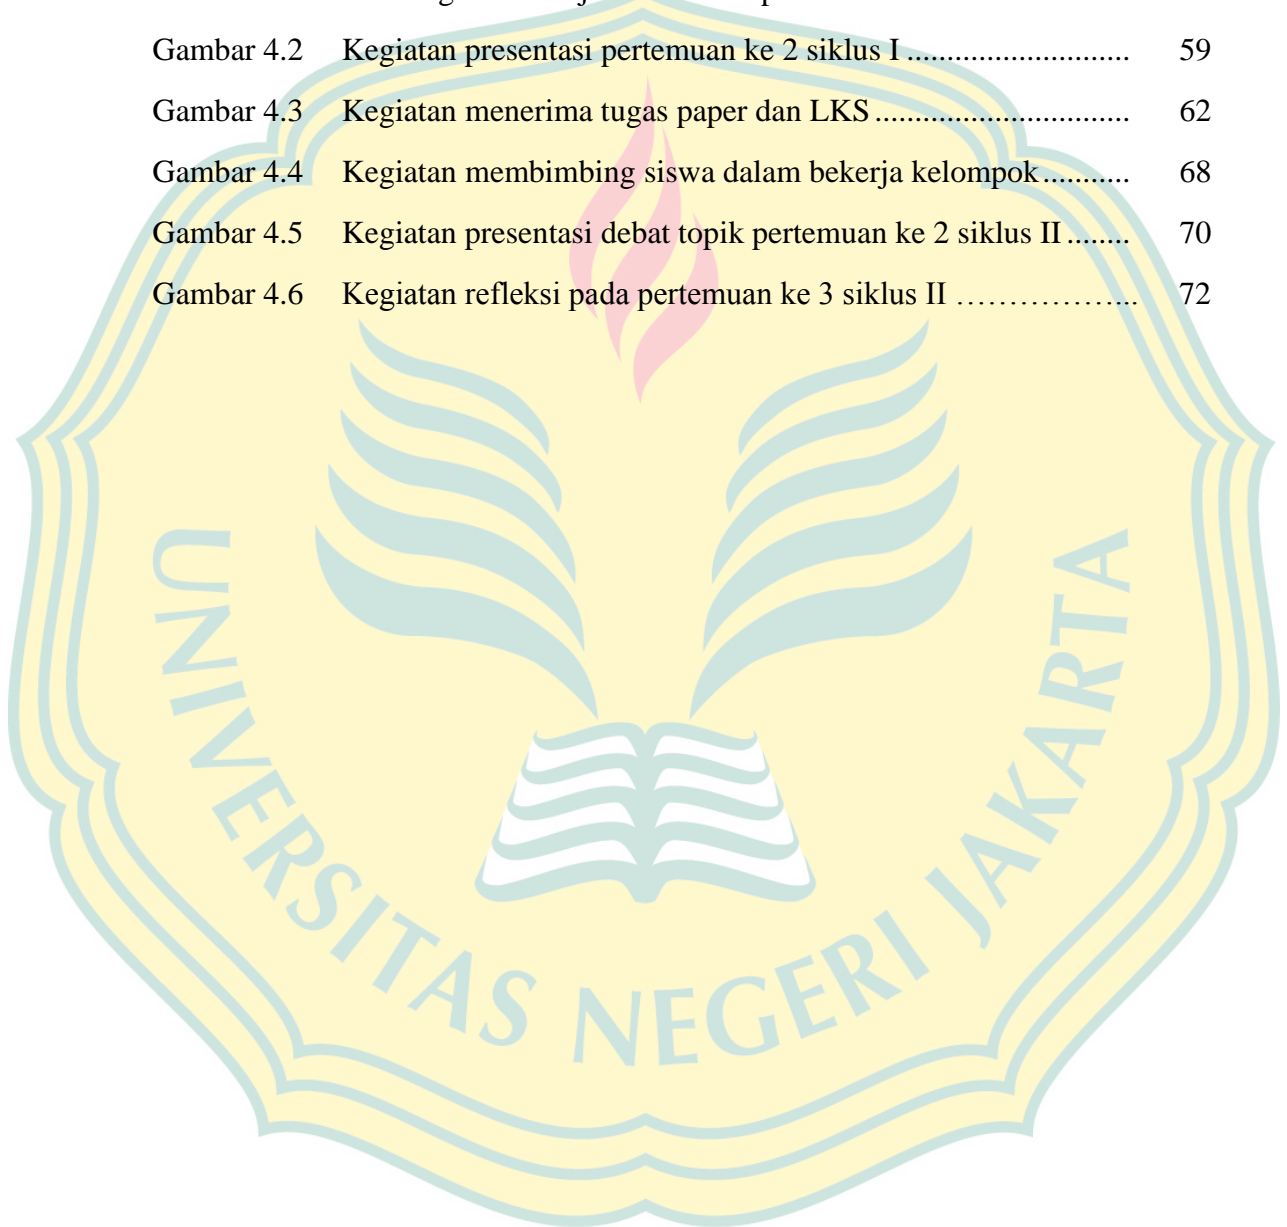 Gambar 4.2 Kegiatan presentasi pertemuan ke 2 siklus I ............................ 59
Gambar 4.3 Kegiatan menerima tugas paper dan LKS ................................ 62
Gambar 4.4 Kegiatan membimbing siswa dalam bekerja kelompok ........... 68
Gambar 4.5 Kegiatan presentasi debat topik pertemuan ke 2 siklus II ........ 70
Gambar 4.6 Kegiatan refleksi pada pertemuan ke 3 siklus II ……………... 72
UNIVERSITAS NEGERI JAKARTA